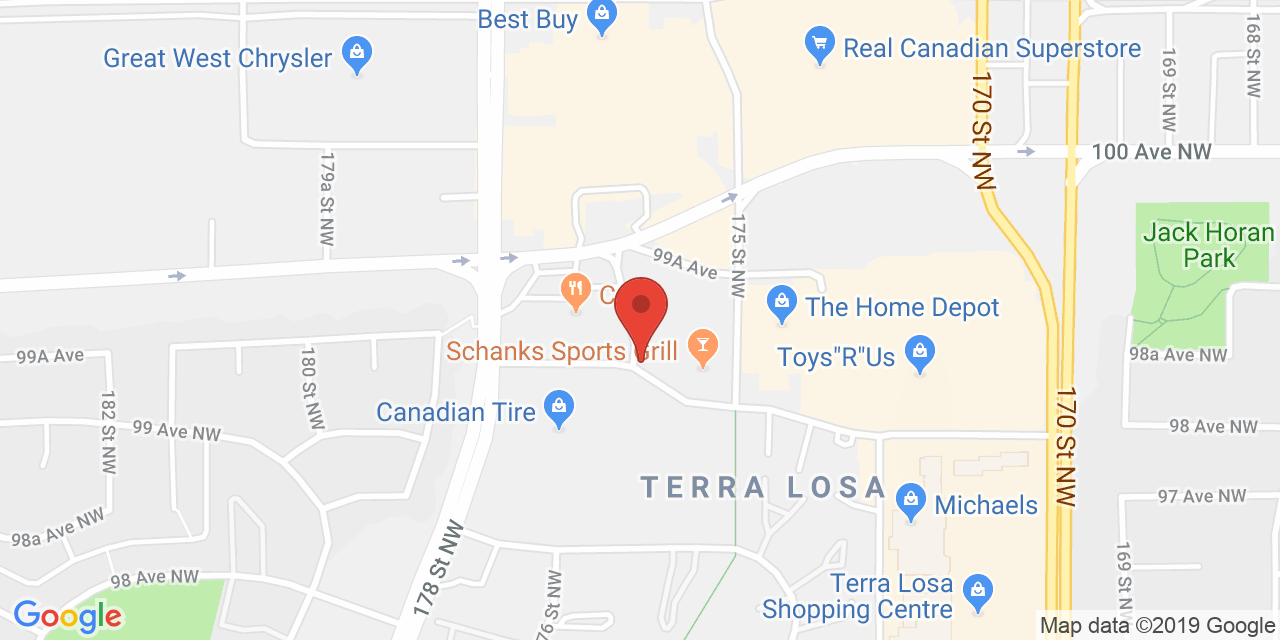 Best Buy
Great West Chrysler
Real Canadian Superstore
168 St NW
169 St NW
170 St NW
100 Ave NW
179a St NW
175 St NW
Jack Horan
Park
99A Ave
C
The Home Depot
Schanks Sports Grill
Toys"R"Us
98a Ave NW
99A Ave
180 St NW
182 St NW
Canadian Tire
170 St NW
99 Ave NW
98 Ave NW
TERRA LOSA
Michaels
97 Ave NW
98a Ave NW
178 St NW
169 St NW
98 Ave NW
76 St NW
Terra Losa
Shopping Centre
Google
Map data ©2019 Google